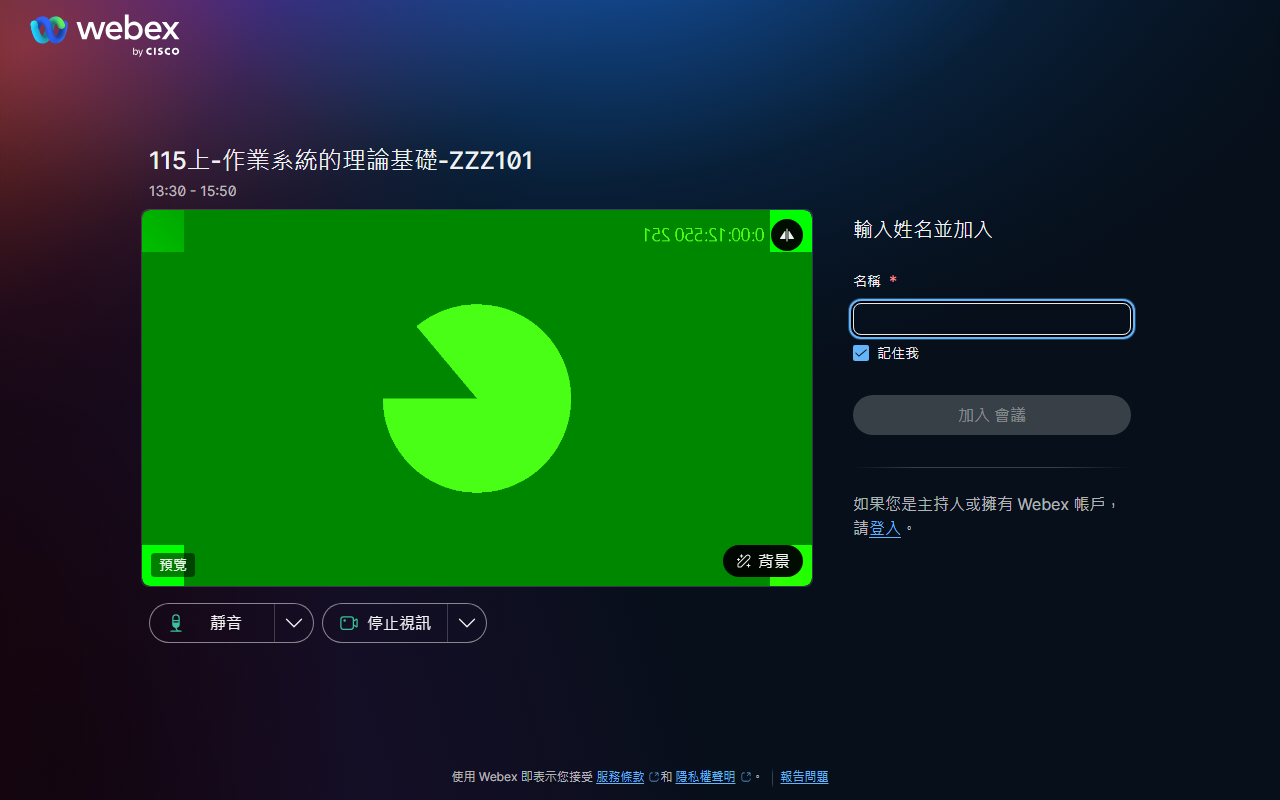 webex
by CISCO
115上-作業系統的理論基礎-ZZZ101
13:30 - 15:50
0:00:12:550 251
預覽
背景
靜音
停止視訊
輸入姓名並加入
名稱 *
記住我
加入 會議
如果您是主持人或擁有 Webex 帳戶，
請登入。
使用 Webex 即表示您接受 服務條款 和 隱私權聲明 。 報告問題